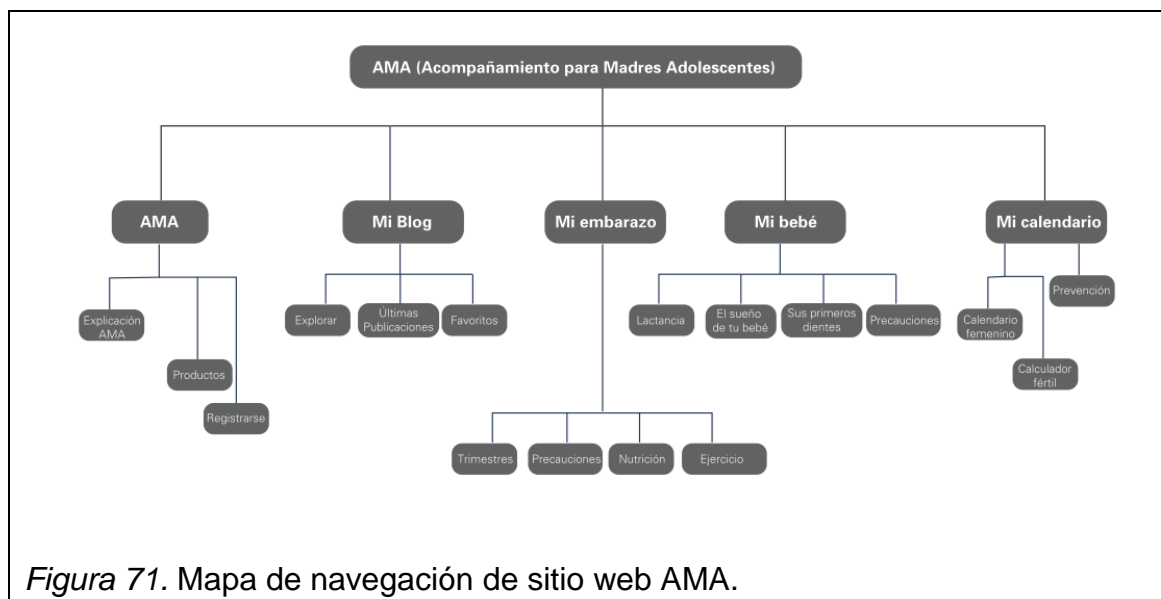 AMA (Acompañamiento para Madres Adolescentes)
AMA
Mi Blog
Mi embarazo
Mi bebé
Mi calendario
Explicación
AMA
Productos
Registrarse
Explorar
Últimas
Publicaciones
Favoritos
Trimestres
Precauciones
Nutrición
Ejercicio
Lactancia
El sueño
de tu bebé
Sus primeros
dientes
Precauciones
Calendario
femenino
Calculador
fértil
Prevención
Figura 71. Mapa de navegación de sitio web AMA.